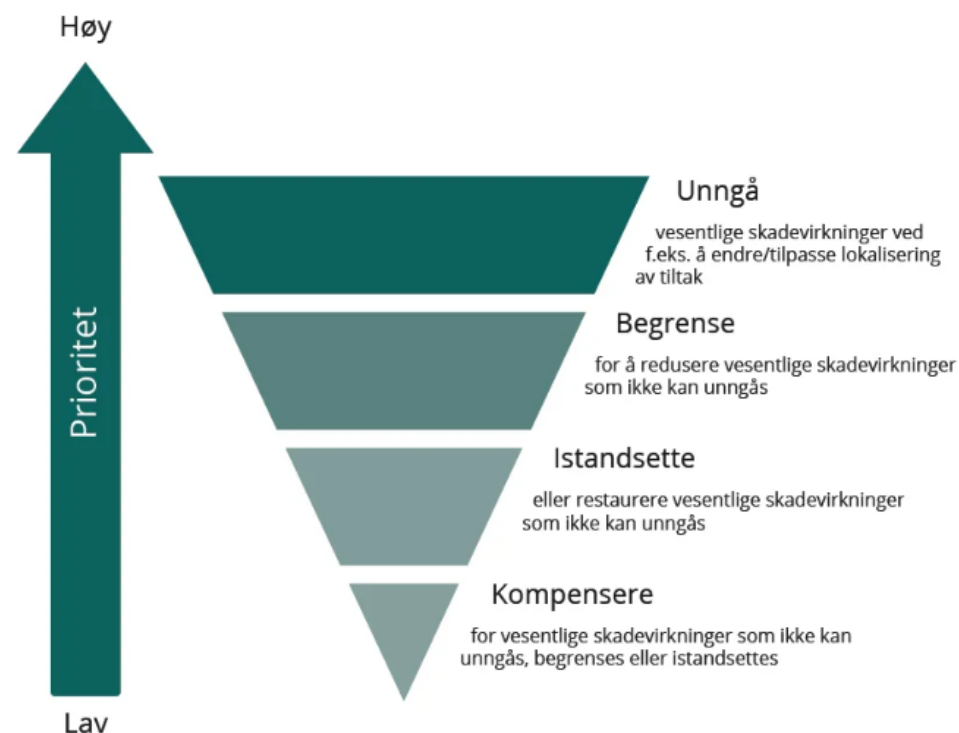 Høy
Prioritet
Lav
Unngå
vesentlige skadevirkninger ved
f.eks. å endre/tilpasse lokalisering
av tiltak
Begrense
for å redusere vesentlige skadevirkninger
som ikke kan unngås
Istandsette
eller restaurere vesentlige skadevirkninger
som ikke kan unngås
Kompensere
for vesentlige skadevirkninger som ikke kan
unngås, begrenses eller istandsettes